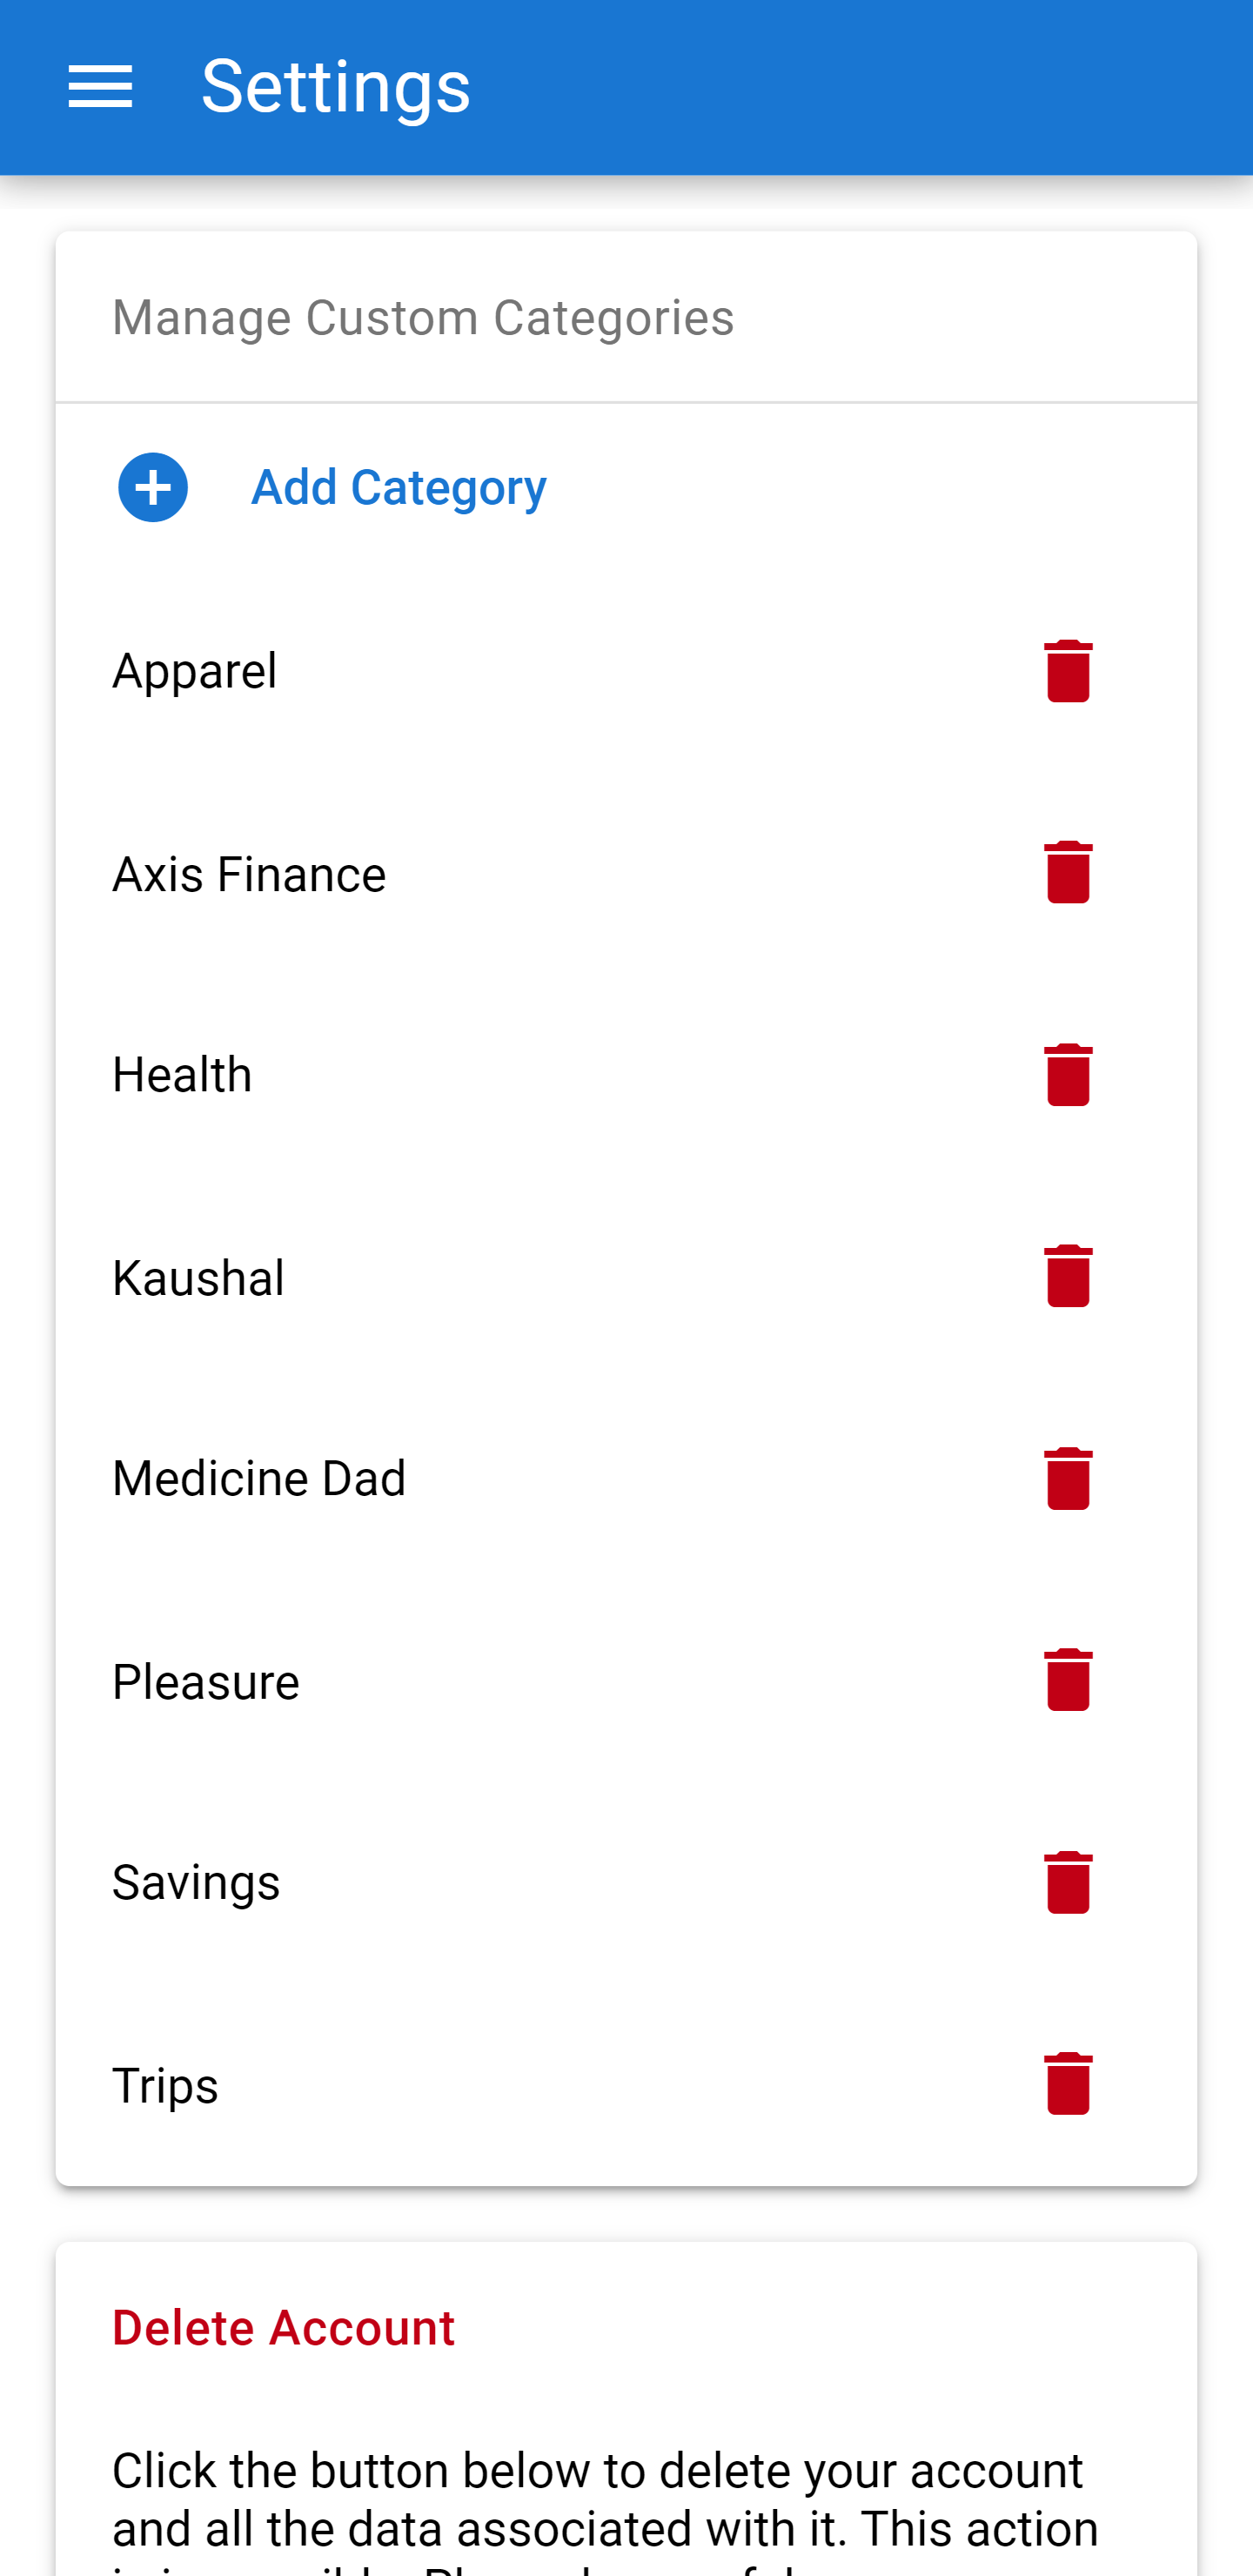 Settings
Manage Custom Categories
Add Category
Apparel
Axis Finance
Health
Kaushal
Medicine Dad
Pleasure
Savings
Trips
Delete Account
Click the button below to delete your account
and all the data associated with it. This action